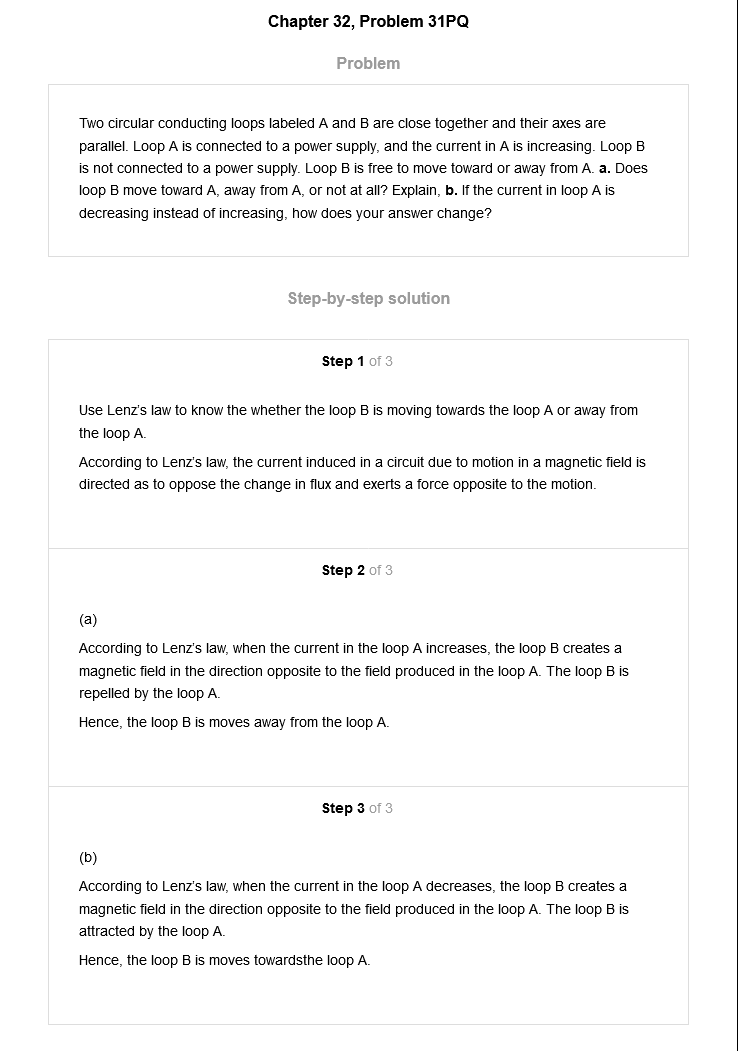 Chapter 32, Problem 31PQ
Problem
Two circular conducting loops labeled A and B are close together and their axes are
parallel. Loop A is connected to a power supply, and the current in A is increasing. Loop B
is not connected to a power supply. Loop B is free to move toward or away from A. a. Does
loop B move toward A, away from A, or not at all? Explain, b. If the current in loop A is
decreasing instead of increasing, how does your answer change?
Step-by-step solution
Step 1 of 3
Use Lenz's law to know the whether the loop B is moving towards the loop A or away from
the loop A.
According to Lenz's law, the current induced in a circuit due to motion in a magnetic field is
directed as to oppose the change in flux and exerts a force opposite to the motion.
Step 2 of 3
(a)
According to Lenz's law, when the current in the loop A increases, the loop B creates a
magnetic field in the direction opposite to the field produced in the loop A. The loop B is
repelled by the loop A.
Hence, the loop B is moves away from the loop A.
Step 3 of 3
(b)
According to Lenz's law, when the current in the loop A decreases, the loop B creates a
magnetic field in the direction opposite to the field produced in the loop A. The loop B is
attracted by the loop A.
Hence, the loop B is moves towardsthe loop A.